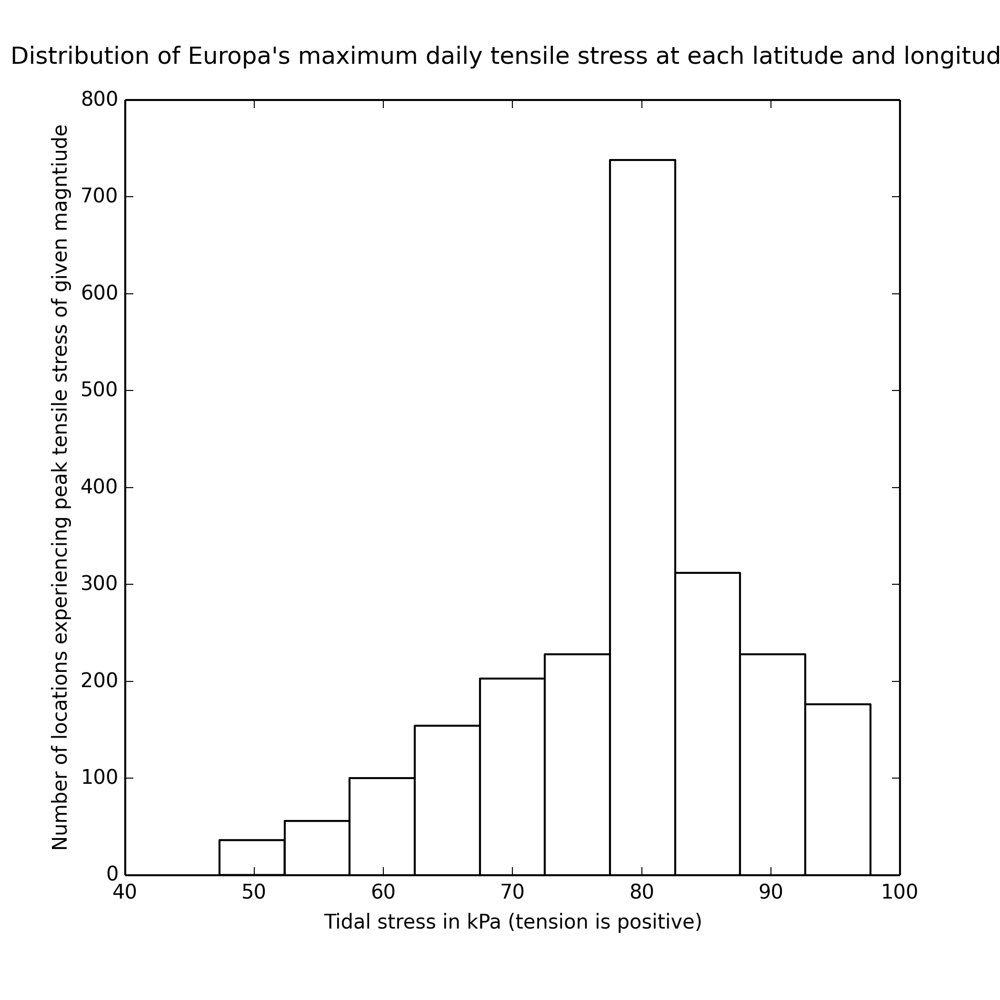 Distribution of Europa's maximum daily tensile stress at each latitude and longitud
Number of locations experiencing peak tensile stress of given magntiude
800
700
600
500
400
300
200
100
0
40 50 60 70 80 90 100
Tidal stress in kPa (tension is positive)